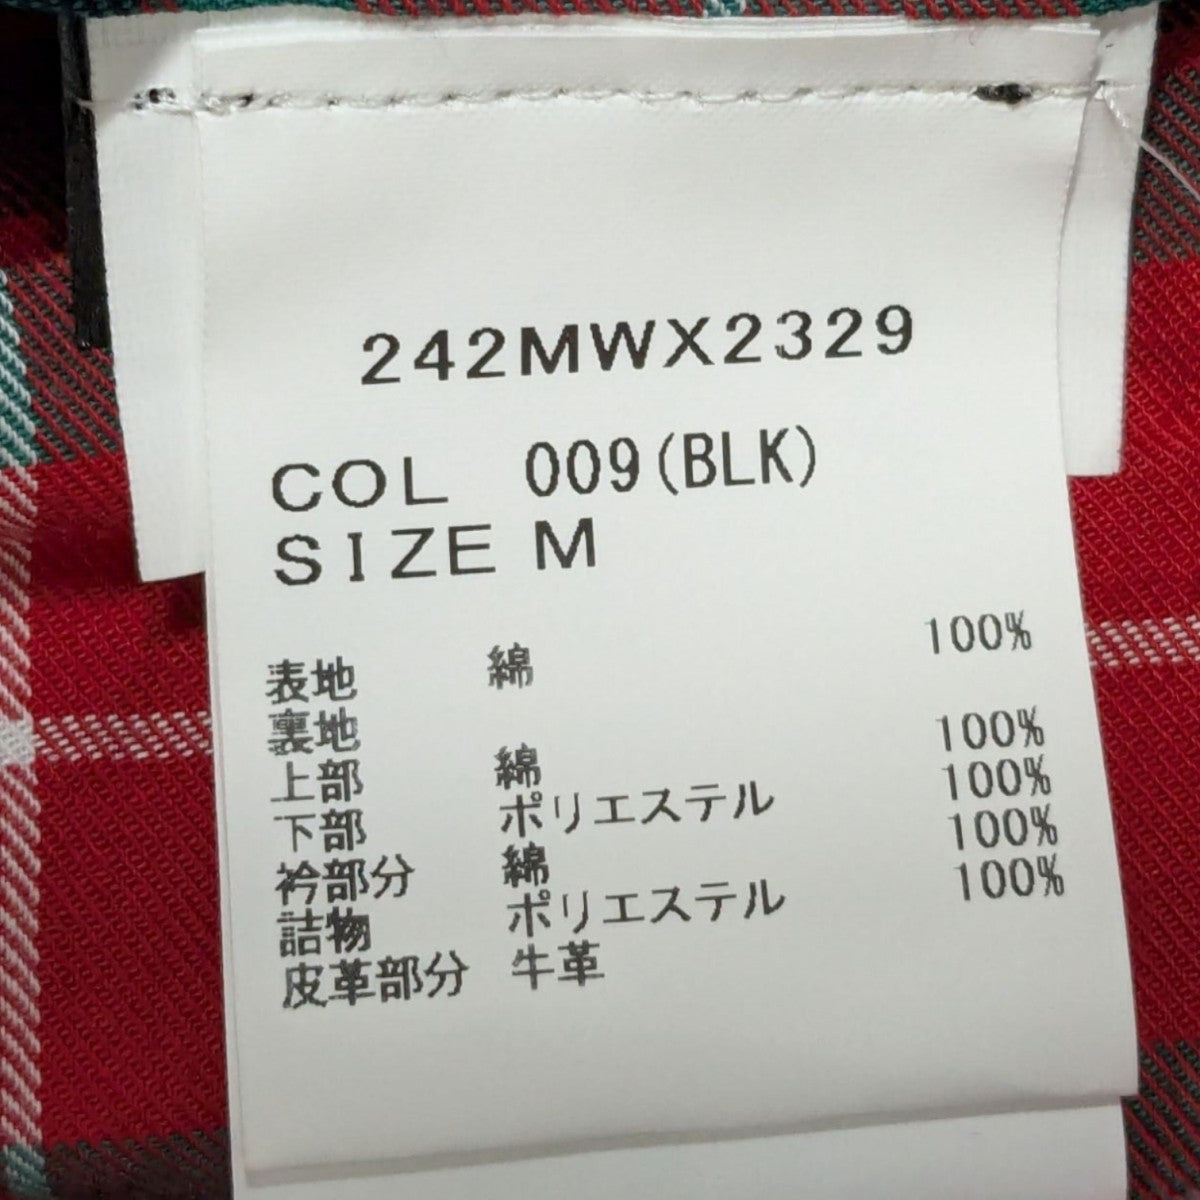 242MWX2329
COL 009(BLK)
SIZE M
表地 綿 100%
裏地
上部 綿 100%
下部 ポリエステル 100%
衿部分 綿 100%
詰物 ポリエステル 100%
皮革部分 牛革